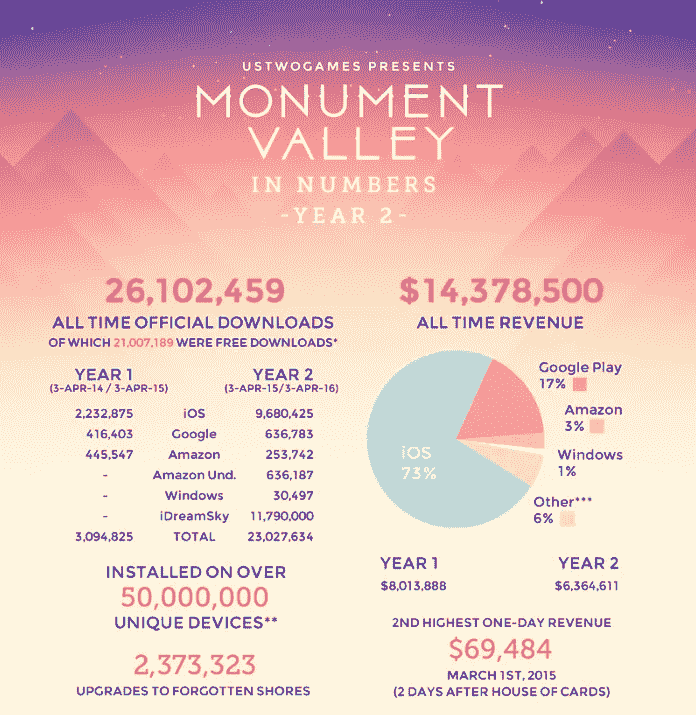 USTWOGAMES PRESENTS
MONUMENT
VALLEY
IN NUMBERS
-YEAR 2-
26,102,459
ALL TIME OFFICIAL DOWNLOADS
OF WHICH 21,007,189 WERE FREE DOWNLOADS*
YEAR 1 YEAR 2
(3-APR-14 / 3-APR-15) (3-APR-15/3-APR-16)
2,232,875 iOS 9,680,425
416,403 Google 636,783
445,547 Amazon 253,742
- Amazon Und. 636,187
- Windows 30,497
- iDreamSky 11,790,000
3,094,825 TOTAL 23,027,634
INSTALLED ON OVER
50,000,000
UNIQUE DEVICES**
2,373,323
UPGRADES TO FORGOTTEN SHORES
$14,378,500
ALL TIME REVENUE
Google Play
17%
Amazon
3%
Windows
1%
Other***
6%
iOS
73%
YEAR 1 YEAR 2
$8,013,888 $6,364,611
2ND HIGHEST ONE-DAY REVENUE
$69,484
MARCH 1ST, 2015
(2 DAYS AFTER HOUSE OF CARDS)